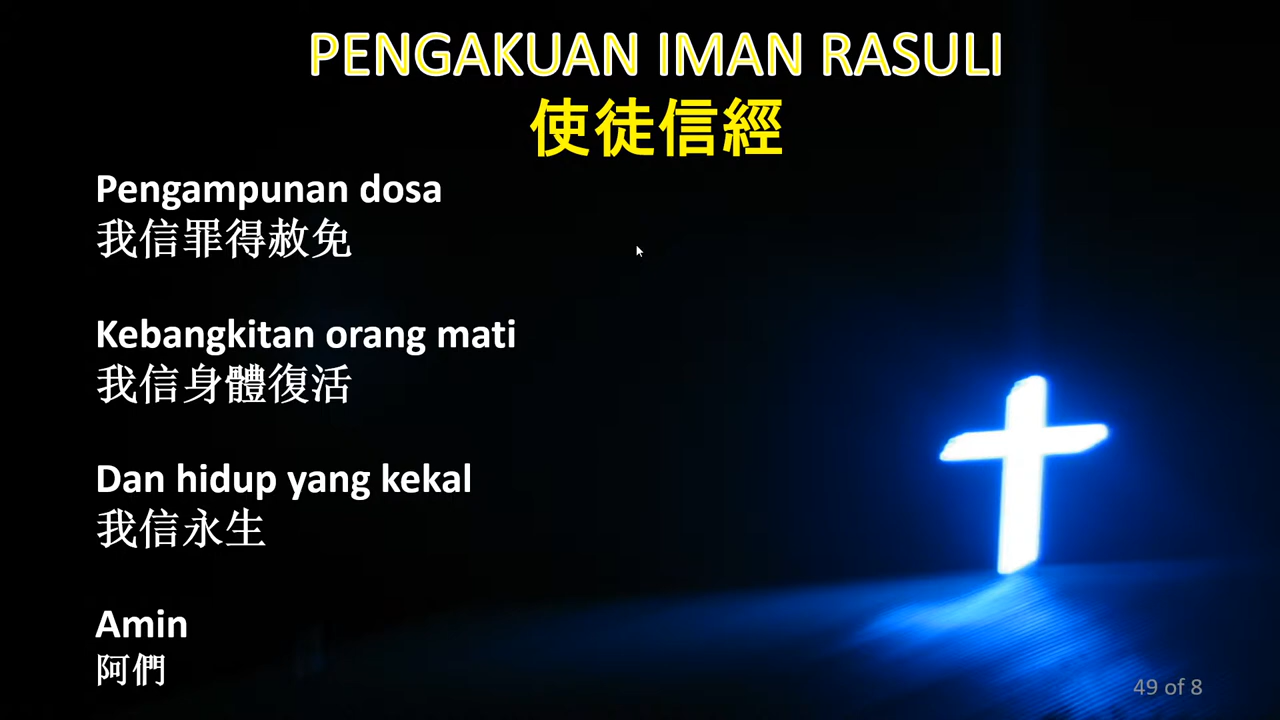 PENGAKUAN IMAN RASULI
使徒信經
Pengampunan dosa
我信罪得赦免
Kebangkitan orang mati
我信身體復活
Dan hidup yang kekal
我信永生
Amin
阿們
49 of 8